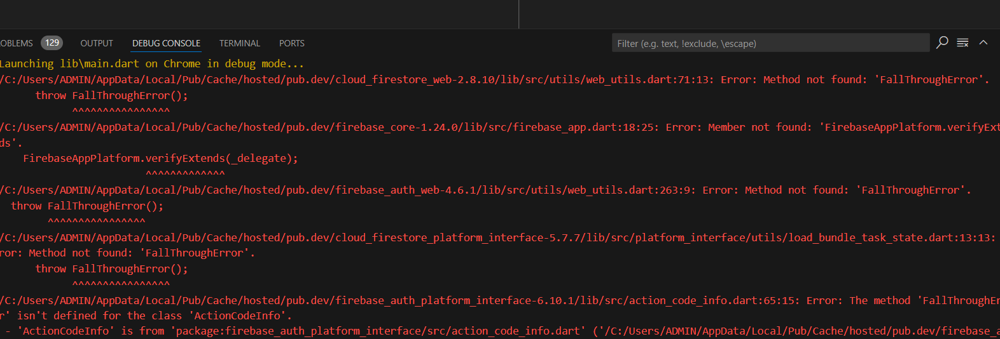 OBLEMS 129 OUTPUT DEBUG CONSOLE TERMINAL PORTS Filter (e.g. text, !exclude, \escape)
Launching lib\main.dart on Chrome in debug mode...
/C:/Users/ADMIN/AppData/Local/Pub/Cache/hosted/pub.dev/cloud_firestore_web-2.8.10/lib/src/utils/web_utils.dart:71:13: Error: Method not found: 'FallThroughError'.
throw FallThroughError();
^^^^^^^^^^^^^^^^
/C:/Users/ADMIN/AppData/Local/Pub/Cache/hosted/pub.dev/firebase_core-1.24.0/lib/src/firebase_app.dart:18:25: Error: Member not found: 'FirebaseAppPlatform.verifyExt
ds'.
FirebaseAppPlatform.verifyExtends(_delegate);
^^^^^^^^^^^^^
/C:/Users/ADMIN/AppData/Local/Pub/Cache/hosted/pub.dev/firebase_auth_web-4.6.1/lib/src/utils/web_utils.dart:263:9: Error: Method not found: 'FallThroughError'.
throw FallThroughError();
^^^^^^^^^^^^^^^^
/C:/Users/ADMIN/AppData/Local/Pub/Cache/hosted/pub.dev/cloud_firestore_platform_interface-5.7.7/lib/src/platform_interface/utils/load_bundle_task_state.dart:13:13:
ror: Method not found: 'FallThroughError'.
throw FallThroughError();
^^^^^^^^^^^^^^^^
/C:/Users/ADMIN/AppData/Local/Pub/Cache/hosted/pub.dev/firebase_auth_platform_interface-6.10.1/lib/src/action_code_info.dart:65:15: Error: The method 'FallThroughEr
r' isn't defined for the class 'ActionCodeInfo'.
- 'ActionCodeInfo' is from 'package:firebase_auth_platform_interface/src/action_code_info.dart' ('/C:/Users/ADMIN/AppData/Local/Pub/Cache/hosted/pub.dev/firebase_a